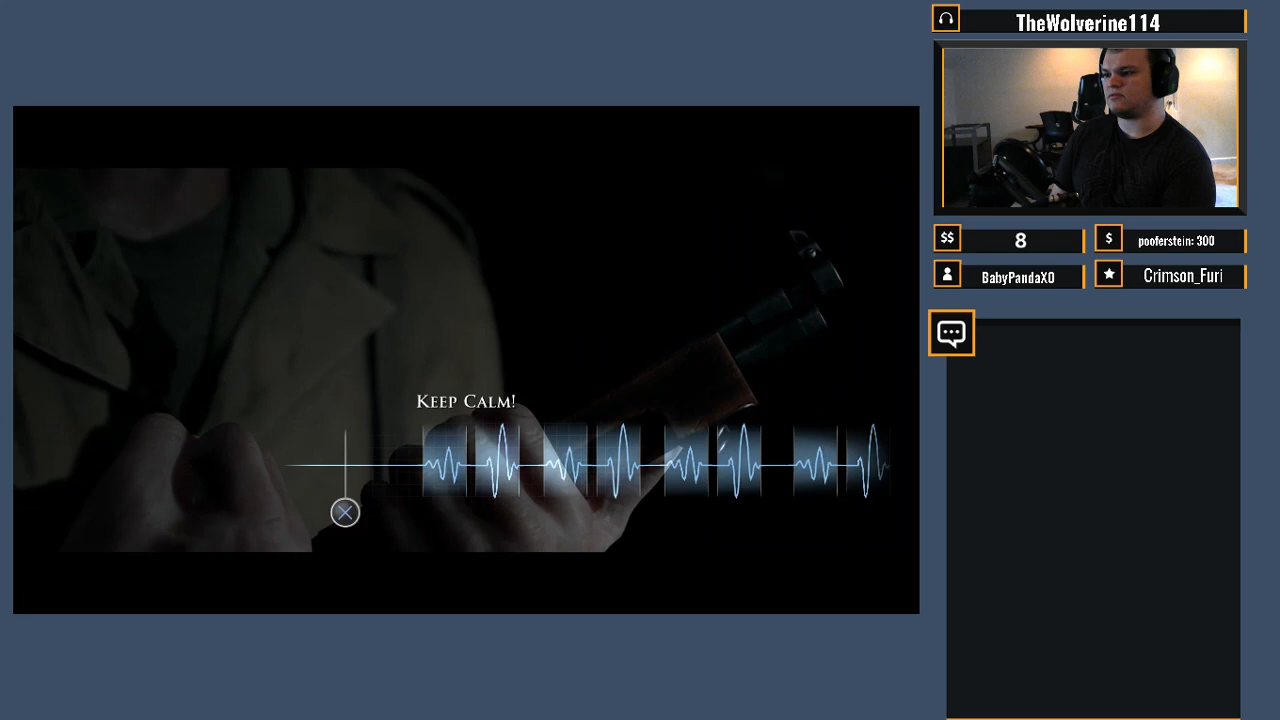 TheWolverine114
$$
8
$
pooferstein: 300
BabyPandaXO
Crimson_Furi
KEEP CALM!